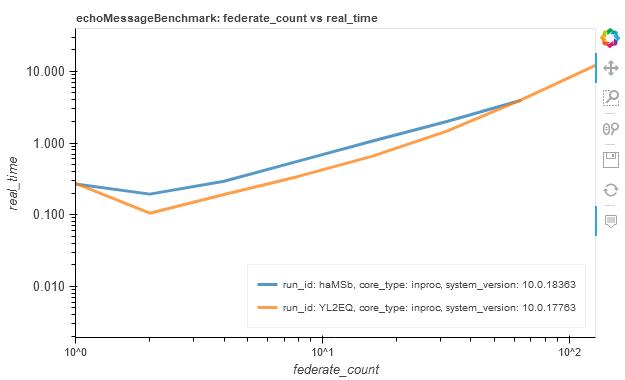 echoMessageBenchmark: federate_count vs real_time
10.000
1.000
0.100
0.010
real_time
run_id: haMSb, core_type: inproc, system_version: 10.0.18363
run_id: YL2EQ, core_type: inproc, system_version: 10.0.17763
10^0
10^1
10^2
federate_count